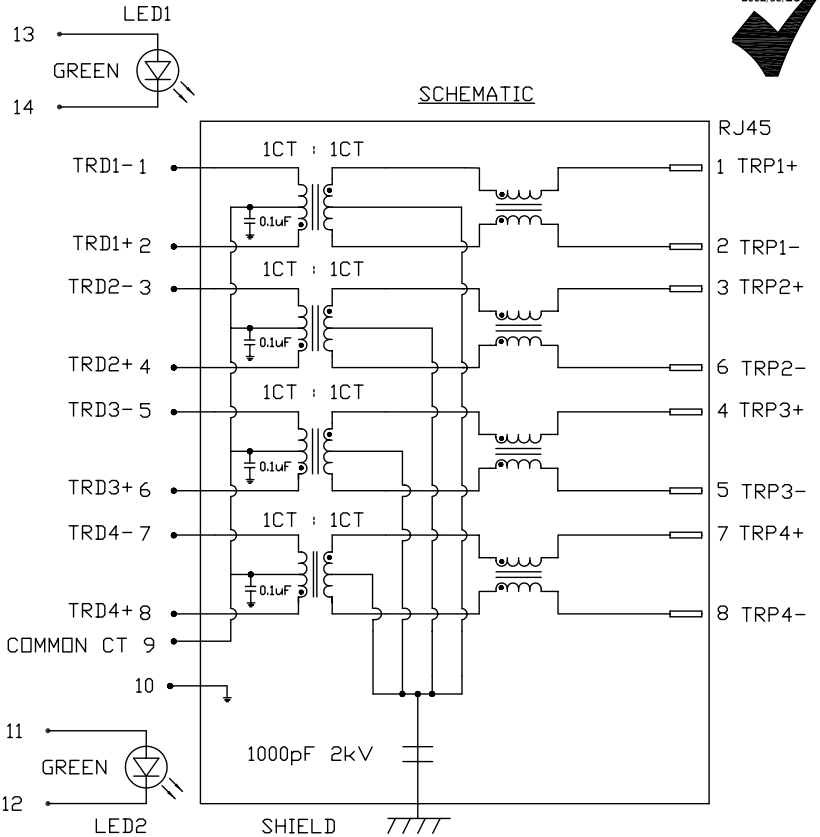 LED1
13
GREEN
14
SCHEMATIC
RJ45
1CT : 1CT
TRD1- 1
1 TRP1+
0.1uF
TRD1+ 2
2 TRP1-
1CT : 1CT
TRD2- 3
3 TRP2+
0.1uF
TRD2+ 4
6 TRP2-
1CT : 1CT
TRD3- 5
4 TRP3+
0.1uF
TRD3+ 6
5 TRP3-
1CT : 1CT
TRD4- 7
7 TRP4+
0.1uF
TRD4+ 8
8 TRP4-
COMMON CT 9
10
11
1000pF 2kV
GREEN
12
LED2
SHIELD